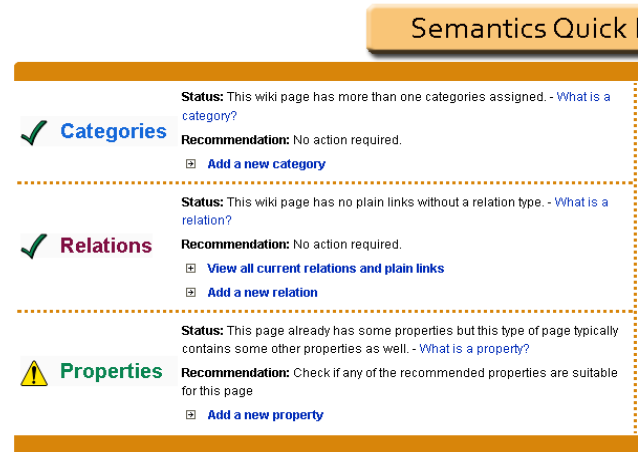 Semantics Quick
Status: This wiki page has more than one categories assigned. - What is a
category?
Categories
Recommendation: No action required.
Add a new category
Status: This wiki page has no plain links without a relation type. - What is a
relation?
Relations
Recommendation: No action required.
View all current relations and plain links
Add a new relation
Status: This page already has some properties but this type of page typically
contains some other properties as well. - What is a property?
Properties
Recommendation: Check if any of the recommended properties are suitable
for this page
Add a new property